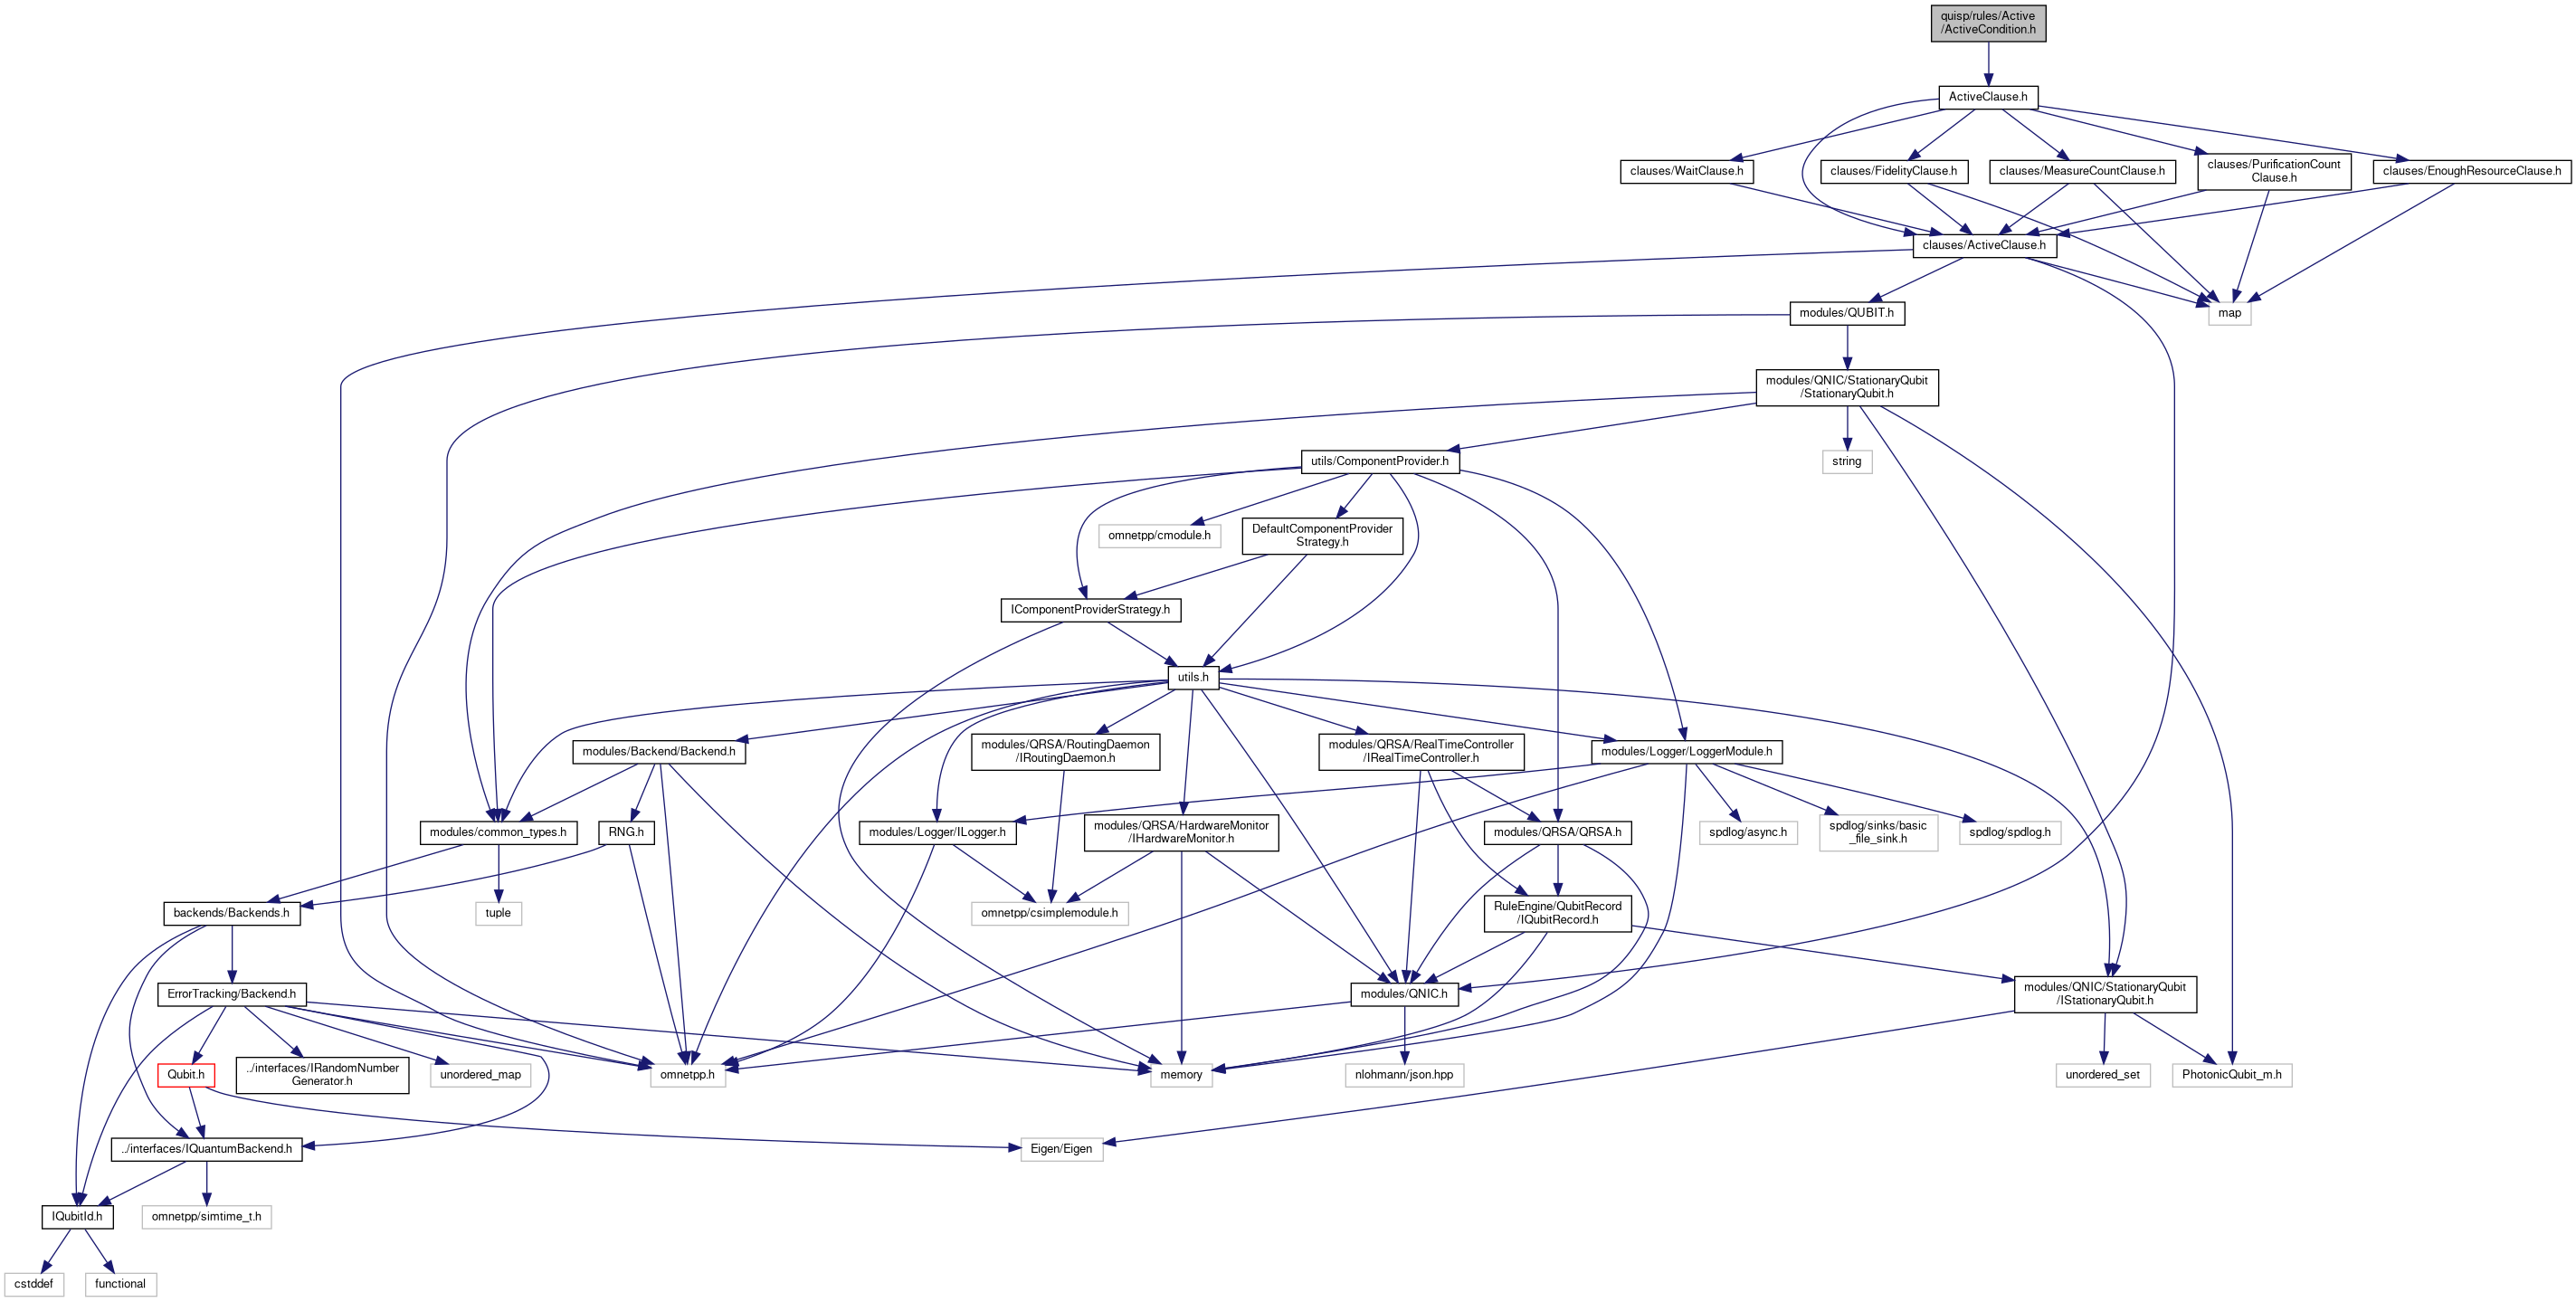 quisp/rules/Active
/ActiveCondition.h
ActiveClause.h
clauses/WaitClause.h
clauses/FidelityClause.h
clauses/MeasureCountClause.h
clauses/PurificationCount
Clause.h
clauses/EnoughResourceClause.h
clauses/ActiveClause.h
modules/QUBIT.h
map
modules/QNIC/StationaryQubit
/StationaryQubit.h
utils/ComponentProvider.h
string
omnetpp/cmodule.h
DefaultComponentProvider
Strategy.h
IComponentProviderStrategy.h
utils.h
modules/Backend/Backend.h
modules/QRSA/RoutingDaemon
/IRoutingDaemon.h
modules/QRSA/RealTimeController
/IRealTimeController.h
modules/Logger/LoggerModule.h
modules/common_types.h
RNG.h
modules/Logger/ILogger.h
modules/QRSA/HardwareMonitor
/IHardwareMonitor.h
modules/QRSA/QRSA.h
spdlog/async.h
spdlog/sinks/basic
_file_sink.h
spdlog/spdlog.h
backends/Backends.h
tuple
omnetpp/csimplemodule.h
RuleEngine/QubitRecord
/IQubitRecord.h
ErrorTracking/Backend.h
modules/QNIC.h
modules/QNIC/StationaryQubit
/IStationaryQubit.h
Qubit.h
../interfaces/IRandomNumber
Generator.h
unordered_map
omnetpp.h
memory
nlohmann/json.hpp
unordered_set
PhotonicQubit_m.h
../interfaces/IQuantumBackend.h
Eigen/Eigen
IQubitId.h
omnetpp/simtime_t.h
cstddef
functional